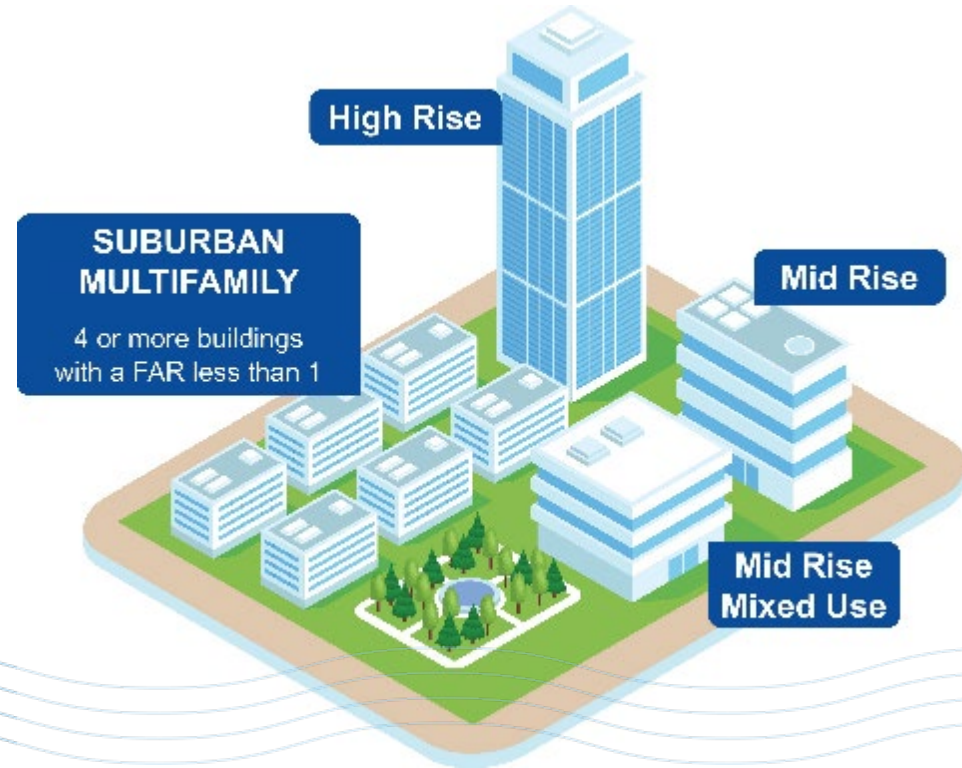 High Rise
SUBURBAN
MULTIFAMILY
4 or more buildings
with a FAR less than 1
Mid Rise
Mid Rise
Mixed Use